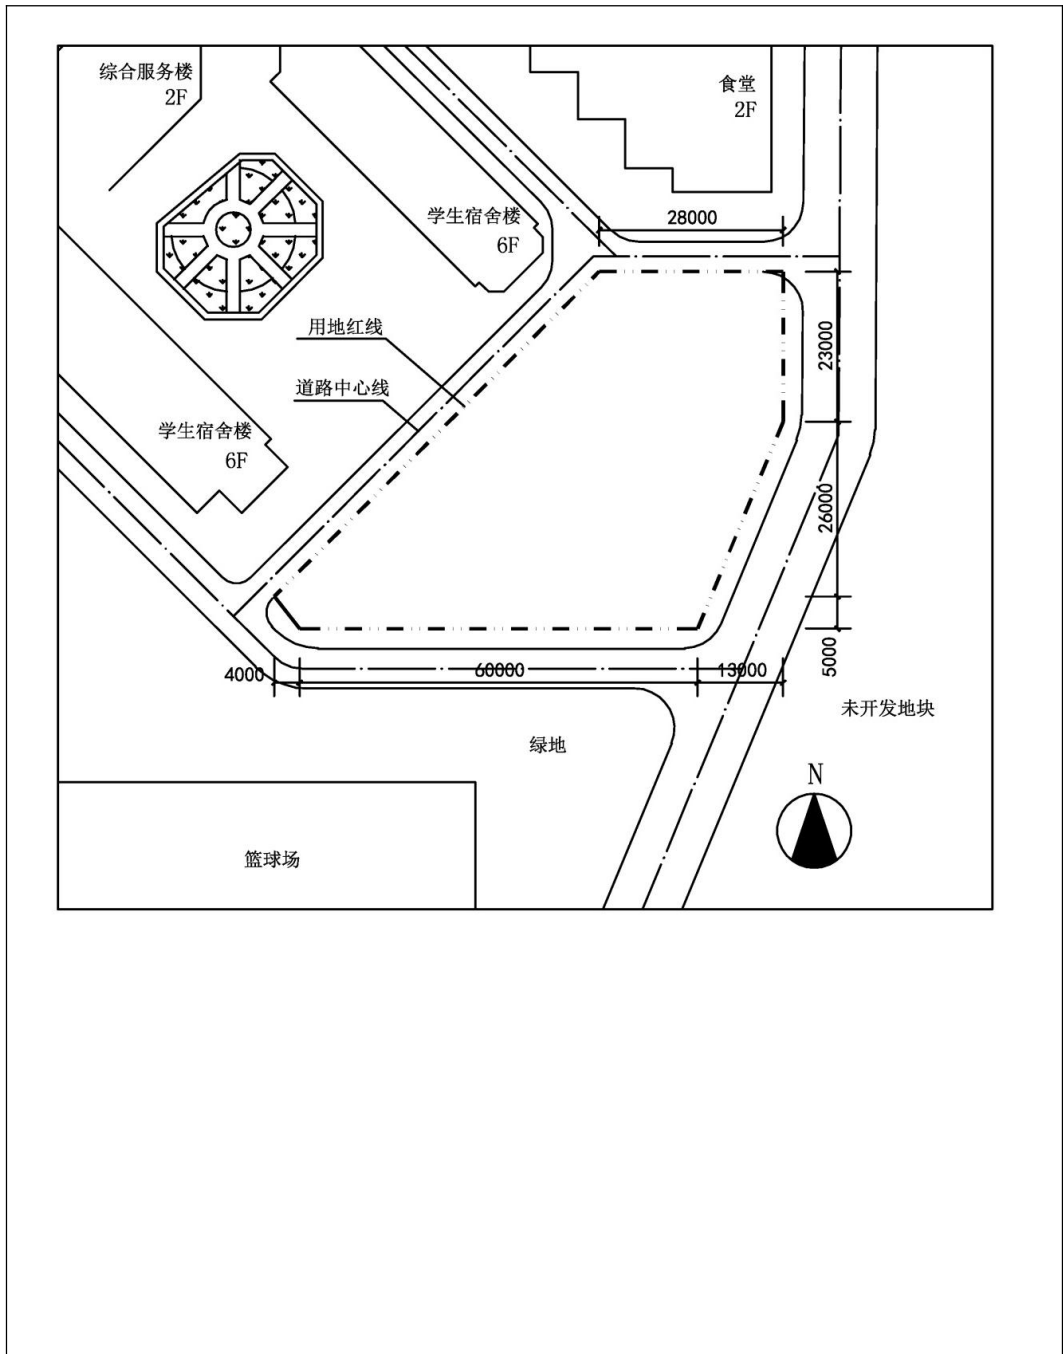 综合服务楼
2F
食堂
2F
学生宿舍楼
6F
28000
用地红线
道路中心线
23000
学生宿舍楼
6F
26000
4000
60000
13000
5000
未开发地块
绿地
N
篮球场